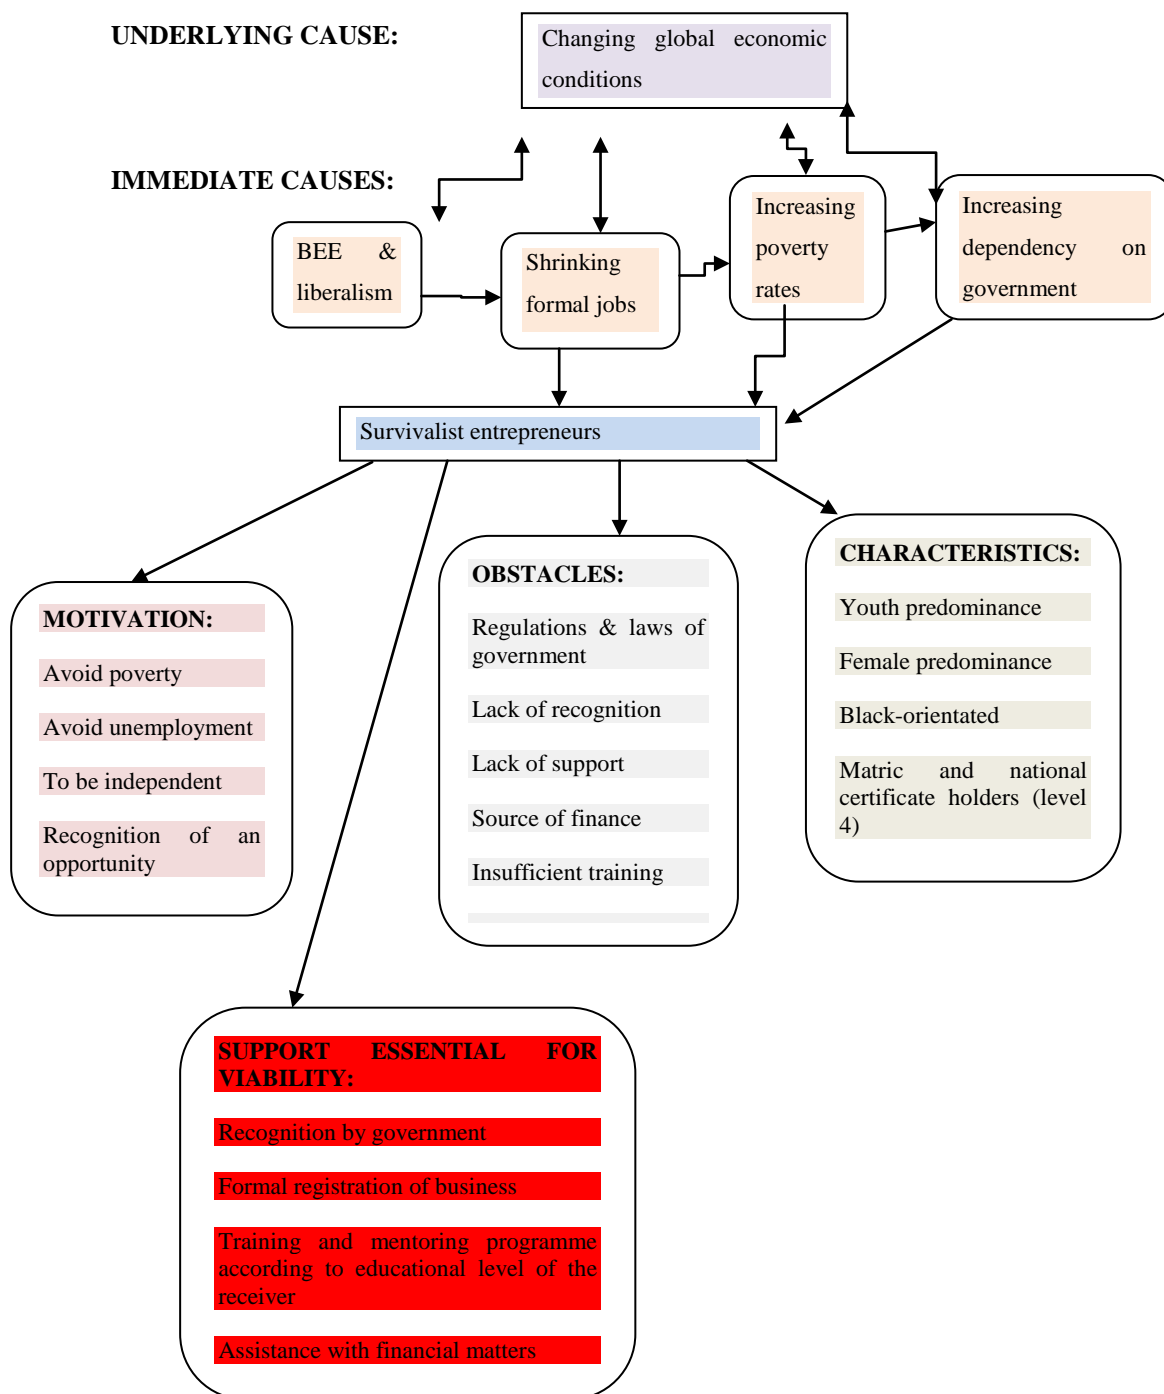 UNDERLYING CAUSE:
Changing global economic
conditions
IMMEDIATE CAUSES:
BEE &
liberalism
Shrinking
formal jobs
Increasing
poverty
rates
Increasing
dependency on
government
Survivalist entrepreneurs
MOTIVATION:
Avoid poverty
Avoid unemployment
To be independent
Recognition of an
opportunity
OBSTACLES:
Regulations & laws of
government
Lack of recognition
Lack of support
Source of finance
Insufficient training
CHARACTERISTICS:
Youth predominance
Female predominance
Black-orientated
Matric and national
certificate holders (level
4)
SUPPORT ESSENTIAL FOR
VIABILITY:
Recognition by government
Formal registration of business
Training and mentoring programme
according to educational level of the
receiver
Assistance with financial matters